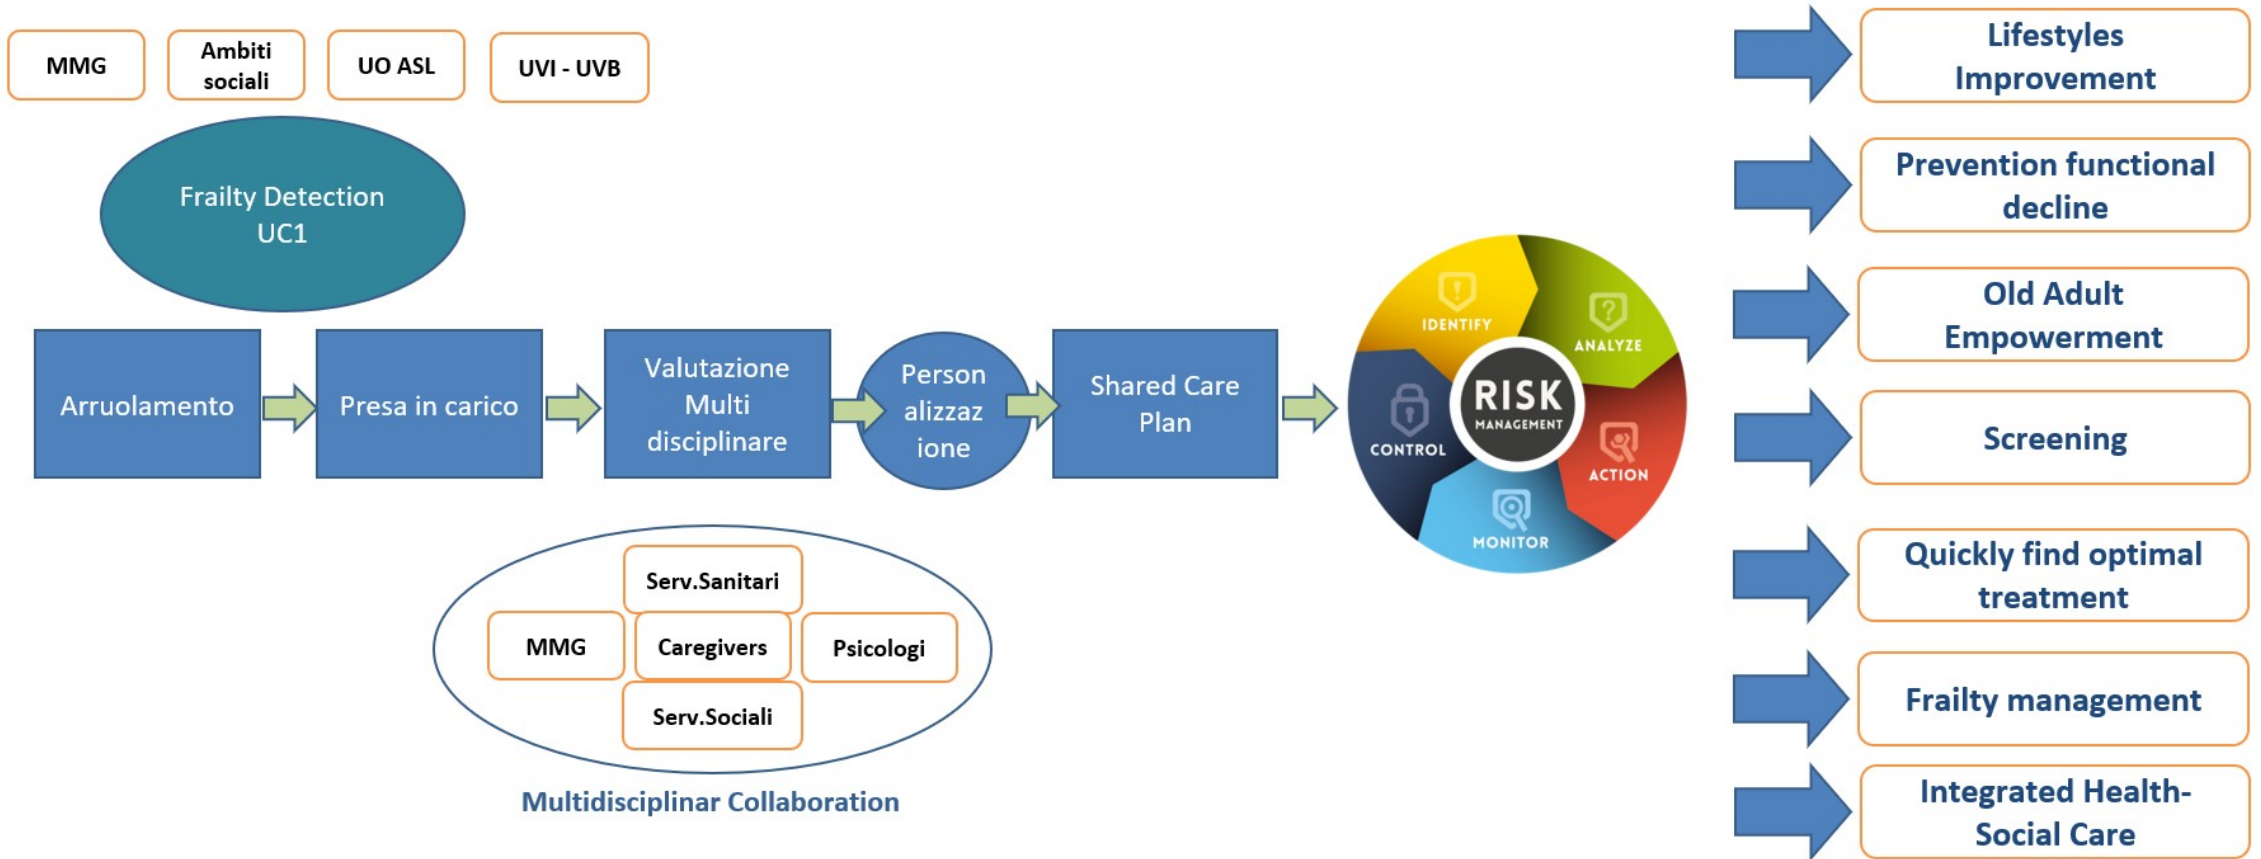 MMG
Ambiti
sociali
UO ASL
UVI - UVB
Frailty Detection
UC1
Arruolamento
Presa in carico
Valutazione
Multi
disciplinare
Person
alizzaz
ione
Shared Care
Plan
IDENTIFY
ANALYZE
RISK
MANAGEMENT
CONTROL
ACTION
MONITOR
Serv.Sanitari
MMG
Caregivers
Psicologi
Serv.Sociali
Multidisciplinar Collaboration
Lifestyles
Improvement
Prevention functional
decline
Old Adult
Empowerment
Screening
Quickly find optimal
treatment
Frailty management
Integrated Health-
Social Care